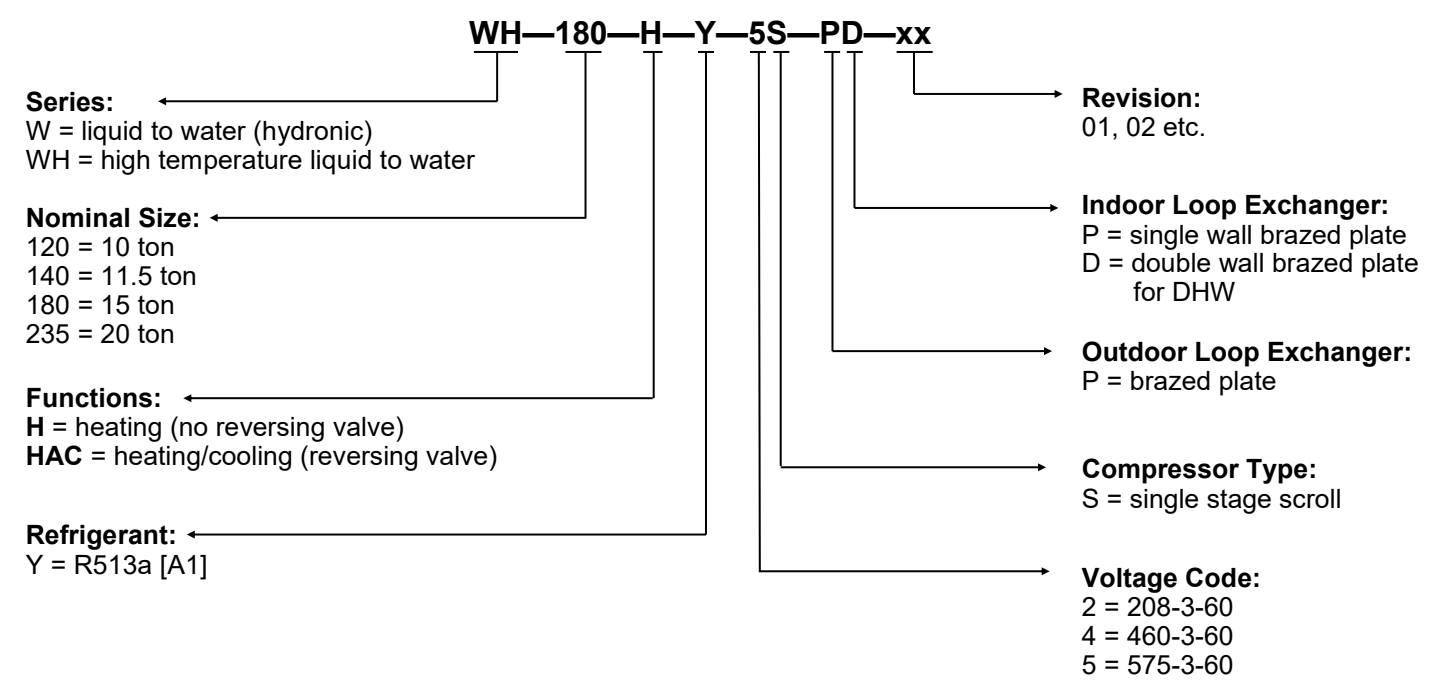 WH—180—H—Y—5S—PD—xx
Series:
W = liquid to water (hydronic)
WH = high temperature liquid to water
Nominal Size:
120 = 10 ton
140 = 11.5 ton
180 = 15 ton
235 = 20 ton
Functions:
H = heating (no reversing valve)
HAC = heating/cooling (reversing valve)
Refrigerant:
Y = R513a [A1]
Revision:
01, 02 etc.
Indoor Loop Exchanger:
P = single wall brazed plate
D = double wall brazed plate
for DHW
Outdoor Loop Exchanger:
P = brazed plate
Compressor Type:
S = single stage scroll
Voltage Code:
2 = 208-3-60
4 = 460-3-60
5 = 575-3-60